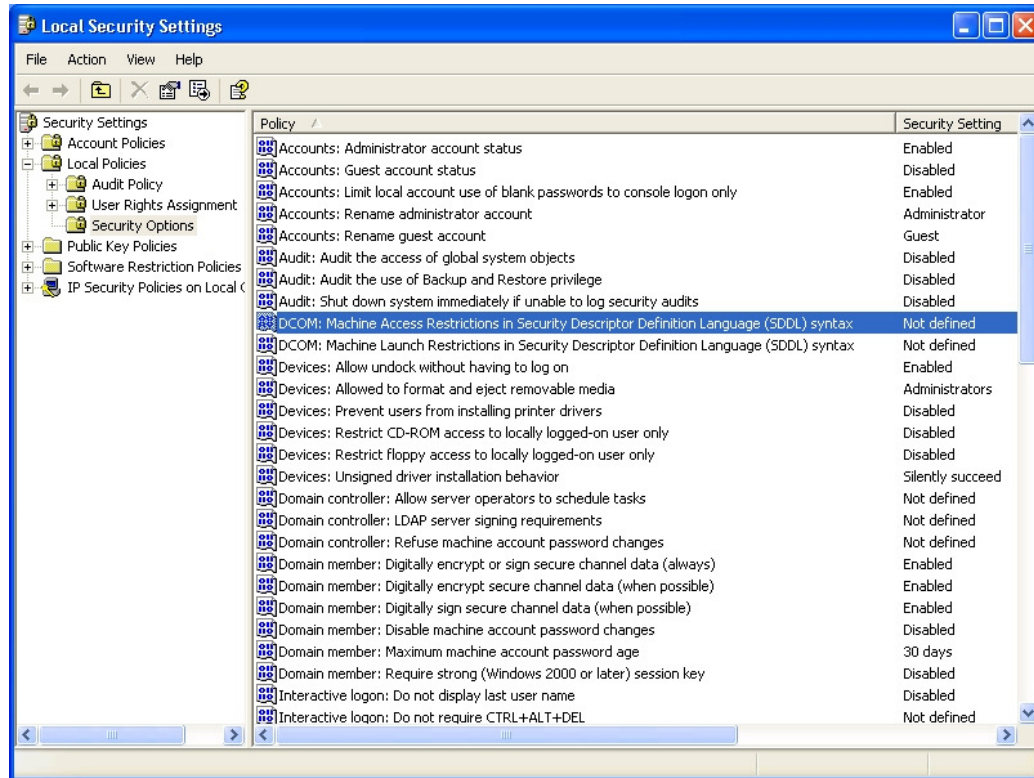 Local Security Settings
File Action View Help
Security Settings
Account Policies
Local Policies
Audit Policy
User Rights Assignment
Security Options
Public Key Policies
Software Restriction Policies
IP Security Policies on Local
Policy Security Setting
Accounts: Administrator account status Enabled
Accounts: Guest account status Disabled
Accounts: Limit local account use of blank passwords to console logon only Enabled
Accounts: Rename administrator account Administrator
Accounts: Rename guest account Guest
Audit: Audit the access of global system objects Disabled
Audit: Audit the use of Backup and Restore privilege Disabled
Audit: Shut down system immediately if unable to log security audits Disabled
DCOM: Machine Access Restrictions in Security Descriptor Definition Language (SDDL) syntax Not defined
DCOM: Machine Launch Restrictions in Security Descriptor Definition Language (SDDL) syntax Not defined
Devices: Allow undock without having to log on Enabled
Devices: Allowed to format and eject removable media Administrators
Devices: Prevent users from installing printer drivers Disabled
Devices: Restrict CD-ROM access to locally logged-on user only Disabled
Devices: Restrict floppy access to locally logged-on user only Disabled
Devices: Unsigned driver installation behavior Silently succeed
Domain controller: Allow server operators to schedule tasks Not defined
Domain controller: LDAP server signing requirements Not defined
Domain controller: Refuse machine account password changes Not defined
Domain member: Digitally encrypt or sign secure channel data (always) Enabled
Domain member: Digitally encrypt secure channel data (when possible) Enabled
Domain member: Digitally sign secure channel data (when possible) Enabled
Domain member: Disable machine account password changes Disabled
Domain member: Maximum machine account password age 30 days
Domain member: Require strong (Windows 2000 or later) session key Disabled
Interactive logon: Do not display last user name Disabled
Interactive logon: Do not require CTRL+ALT+DEL Not defined